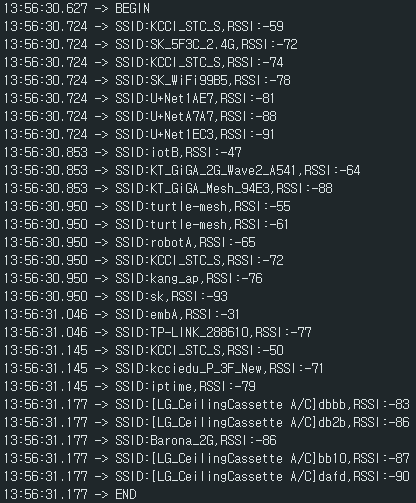 13:56:30.627 -> BEGIN
13:56:30.724 -> SSID:KCCI_STC_S,RSSI:-59
13:56:30.724 -> SSID:SK_5F3C_2.4G,RSSI:-72
13:56:30.724 -> SSID:KCCI_STC_S,RSSI:-74
13:56:30.724 -> SSID:SK_WiFi99B5,RSSI:-78
13:56:30.724 -> SSID:U+Net1AE7,RSSI:-81
13:56:30.724 -> SSID:U+NetA7A7,RSSI:-88
13:56:30.724 -> SSID:U+Net1EC3,RSSI:-91
13:56:30.853 -> SSID:iotB,RSSI:-47
13:56:30.853 -> SSID:KT_GiGA_2G_Wave2_A541,RSSI:-64
13:56:30.853 -> SSID:KT_GiGA_Mesh_94E3,RSSI:-88
13:56:30.950 -> SSID:turtle-mesh,RSSI:-55
13:56:30.950 -> SSID:turtle-mesh,RSSI:-61
13:56:30.950 -> SSID:robotA,RSSI:-65
13:56:30.950 -> SSID:KCCI_STC_S,RSSI:-72
13:56:30.950 -> SSID:kang_ap,RSSI:-76
13:56:30.950 -> SSID:sk,RSSI:-93
13:56:31.046 -> SSID:embA,RSSI:-31
13:56:31.046 -> SSID:TP-LINK_288610,RSSI:-77
13:56:31.145 -> SSID:KCCI_STC_S,RSSI:-50
13:56:31.145 -> SSID:kcciedu_P_3F_New,RSSI:-71
13:56:31.145 -> SSID:iptime,RSSI:-79
13:56:31.177 -> SSID:[LG_CeilingCassette A/C]dbbb,RSSI:-83
13:56:31.177 -> SSID:[LG_CeilingCassette A/C]db2b,RSSI:-86
13:56:31.177 -> SSID:Barona_2G,RSSI:-86
13:56:31.177 -> SSID:[LG_CeilingCassette A/C]bb10,RSSI:-87
13:56:31.177 -> SSID:[LG_CeilingCassette A/C]dafd,RSSI:-90
13:56:31.177 -> END